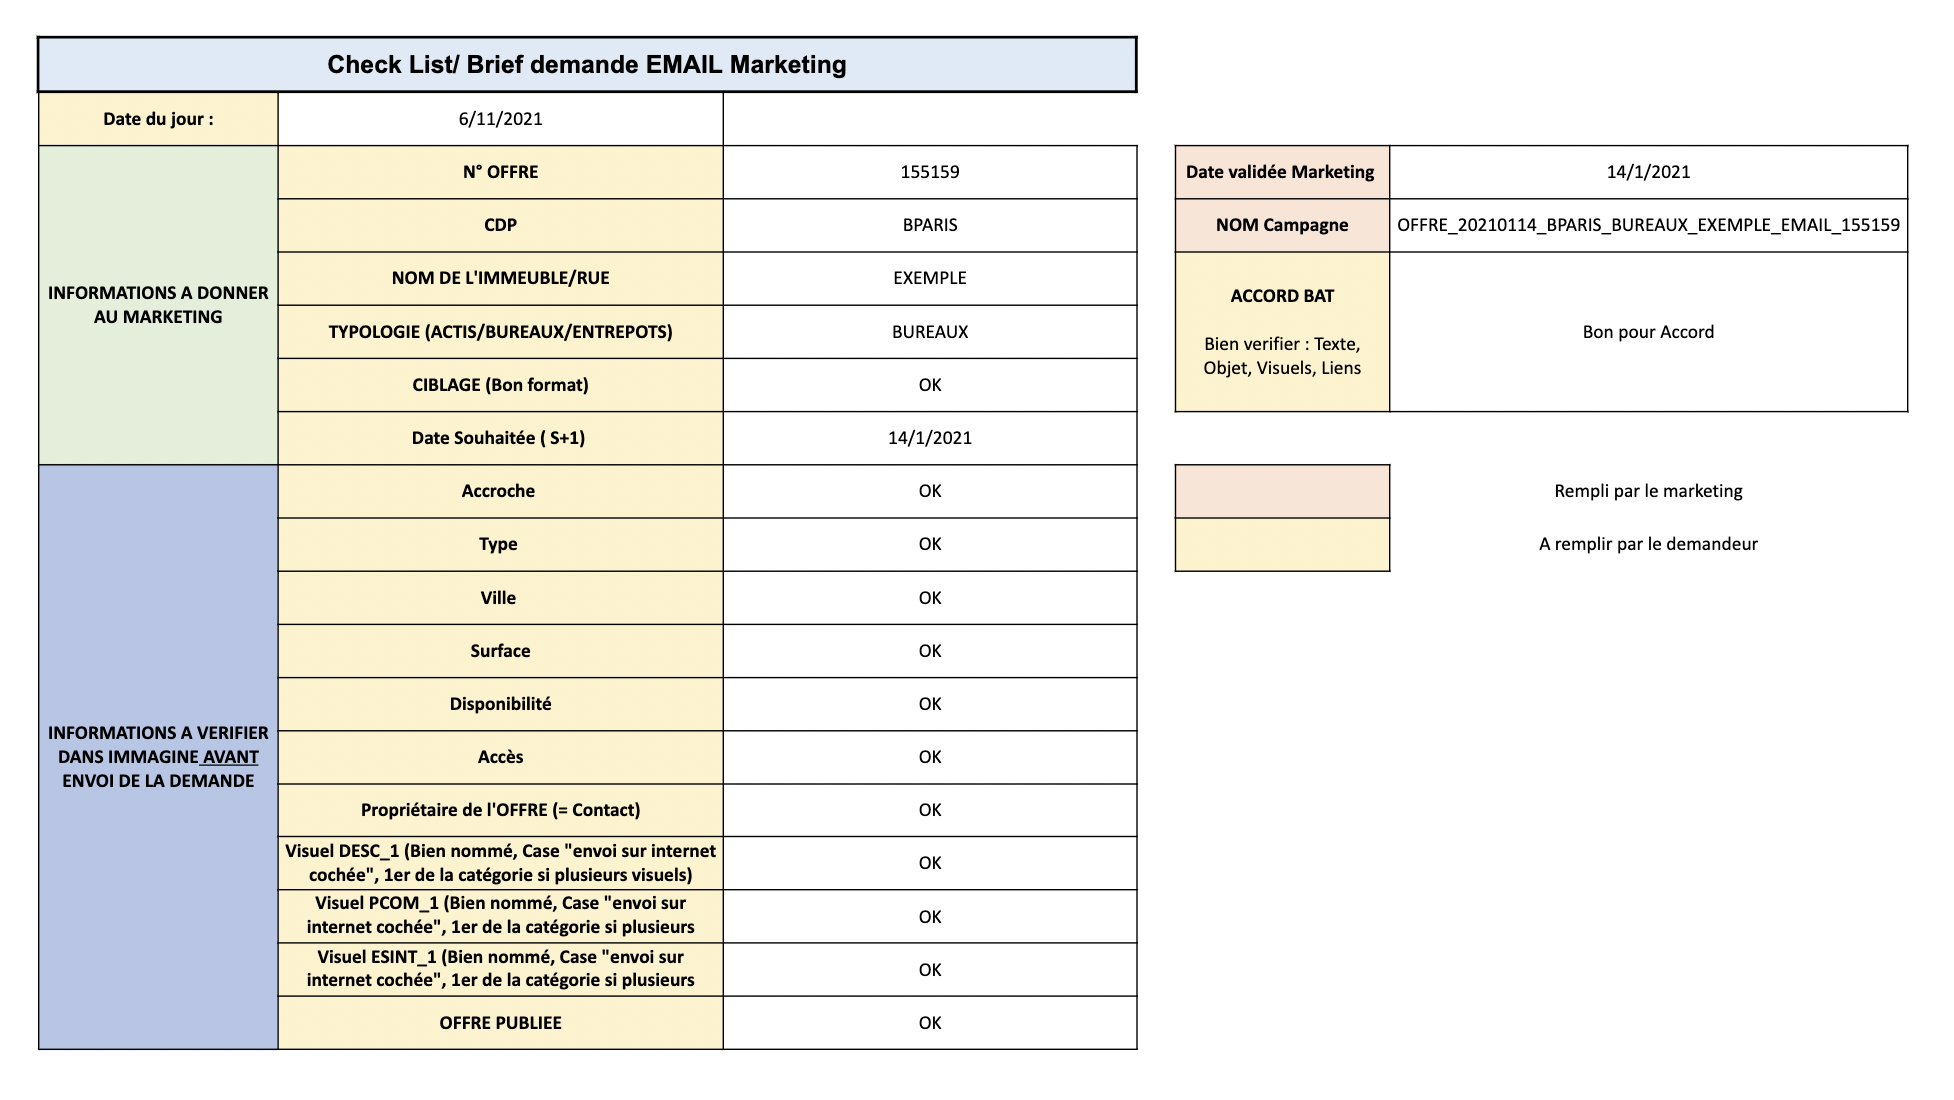 Check List/ Brief demande EMAIL Marketing
Date du jour :
6/11/2021
INFORMATIONS A DONNER
AU MARKETING
N° OFFRE
155159
CDP
BPARIS
NOM DE L'IMMEUBLE/RUE
EXEMPLE
TYPOLOGIE (ACTIS/BUREAUX/ENTREPOTS)
BUREAUX
CIBLAGE (Bon format)
OK
Date Souhaitée ( S+1)
14/1/2021
INFORMATIONS A VERIFIER
DANS IMMAGINE AVANT
ENVOI DE LA DEMANDE
Accroche
OK
Type
OK
Ville
OK
Surface
OK
Disponibilité
OK
Accès
OK
Propriétaire de l'OFFRE (= Contact)
OK
Visuel DESC_1 (Bien nommé, Case "envoi sur internet
cochée", 1er de la catégorie si plusieurs visuels)
OK
Visuel PCOM_1 (Bien nommé, Case "envoi sur
internet cochée", 1er de la catégorie si plusieurs
OK
Visuel ESINT_1 (Bien nommé, Case "envoi sur
internet cochée", 1er de la catégorie si plusieurs
OK
OFFRE PUBLIEE
OK
Date validée Marketing
14/1/2021
NOM Campagne
OFFRE_20210114_BPARIS_BUREAUX_EXEMPLE_EMAIL_155159
ACCORD BAT
Bien verifier : Texte,
Objet, Visuels, Liens
Bon pour Accord
Rempli par le marketing
A remplir par le demandeur